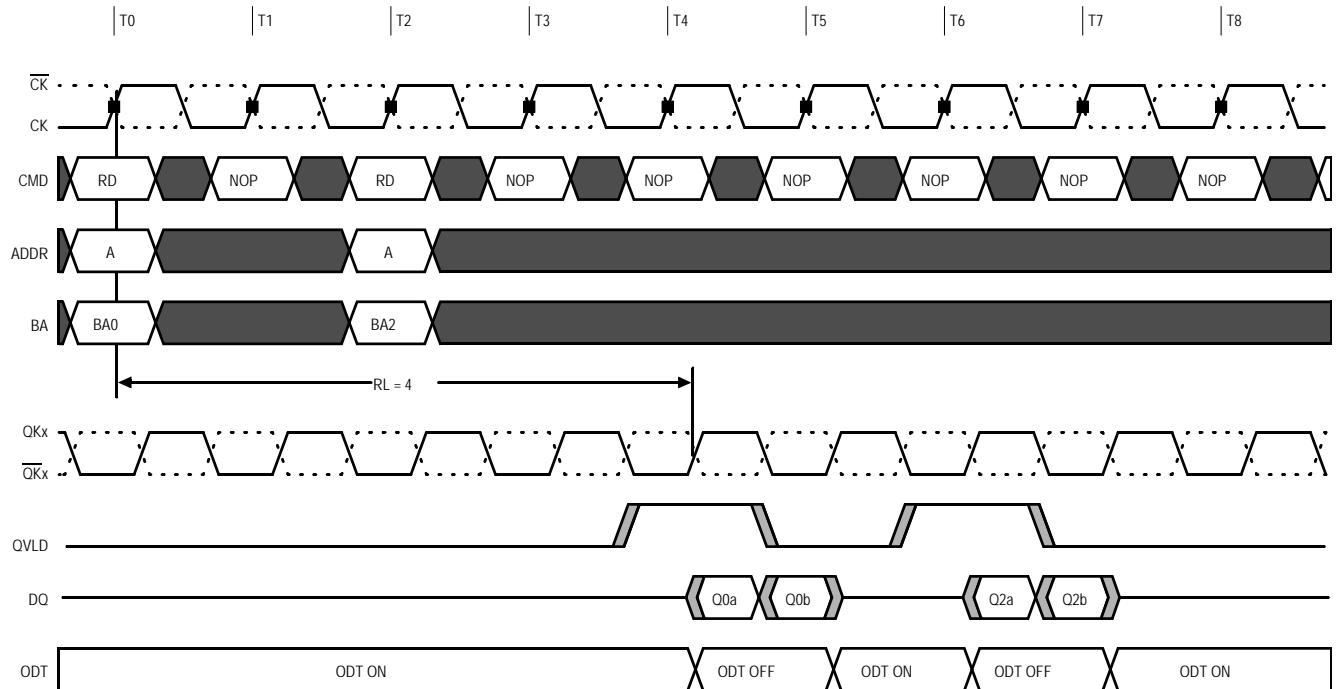 T0 T1 T2 T3 T4 T5 T6 T7 T8
CK
CK
CMD RD NOP RD NOP NOP NOP NOP NOP NOP
ADDR A A
BA BA0 BA2
RL = 4
QKx
QKx
QVLD
DQ Q0a Q0b Q2a Q2b
ODT ODT ON ODT OFF ODT ON ODT OFF ODT ON